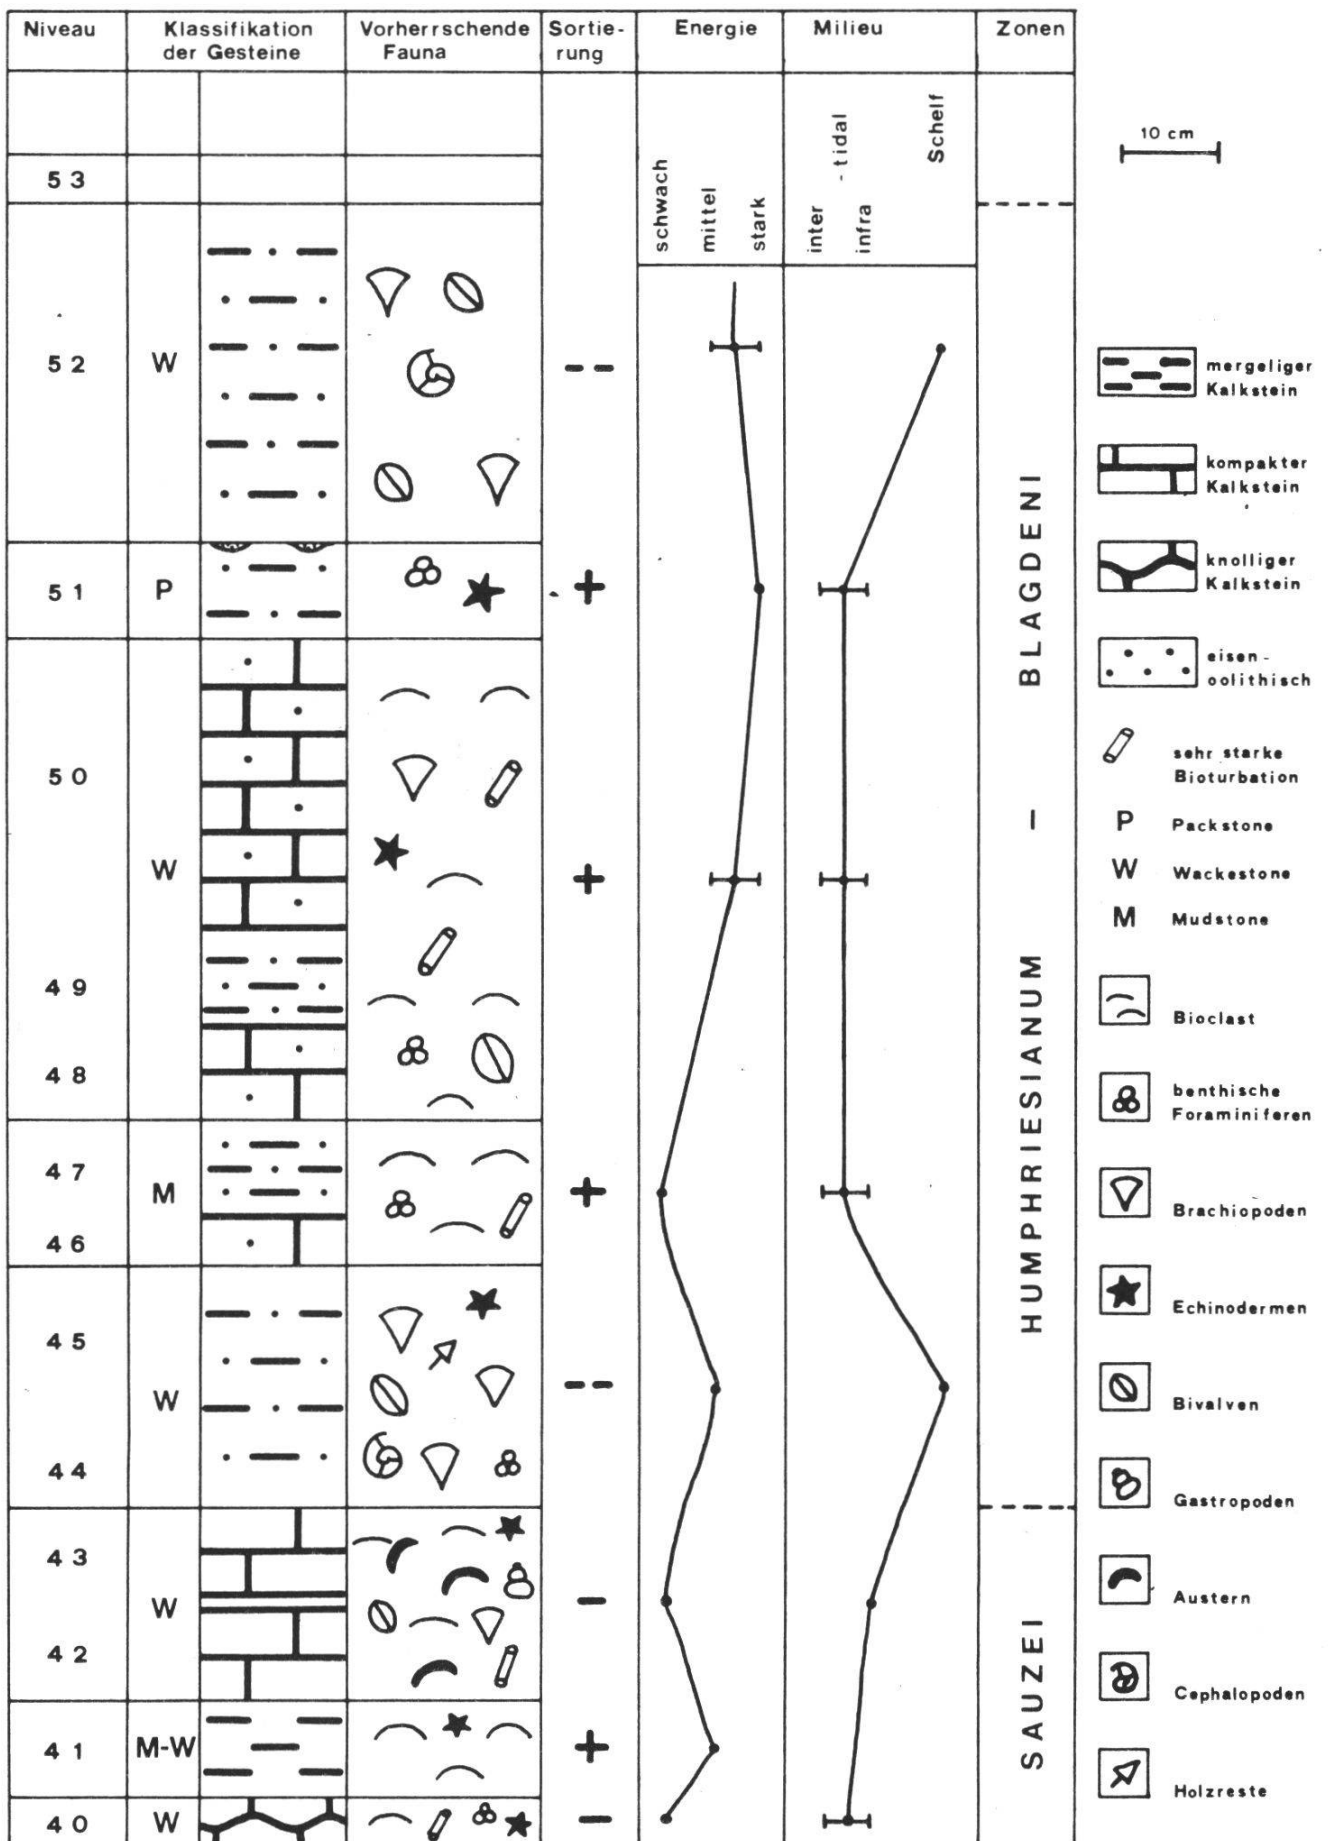 Niveau
Klassifikation
der Gesteine
Vorherrschende
Fauna
Sortie-
rung
Energie
Milieu
Zonen
schwach
mittel
stark
inter
infra
-tidal
Schelf
10 cm
53
52
W
--
51
P
+
50
W
+
49
48
47
M
+
46
45
W
--
44
43
W
-
42
41
M-W
+
40
W
-
HUMPHRIESIANUM – BLAGDENI
SAUZEI
mergeliger
Kalkstein
kompakter
Kalkstein
knolliger
Kalkstein
eisen-
oolithisch
sehr starke
Bioturbation
P Packstone
W Wackestone
M Mudstone
Bioclast
benthische
Foraminiferen
Brachiopoden
Echinodermen
Bivalven
Gastropoden
Austern
Cephalopoden
Holzreste